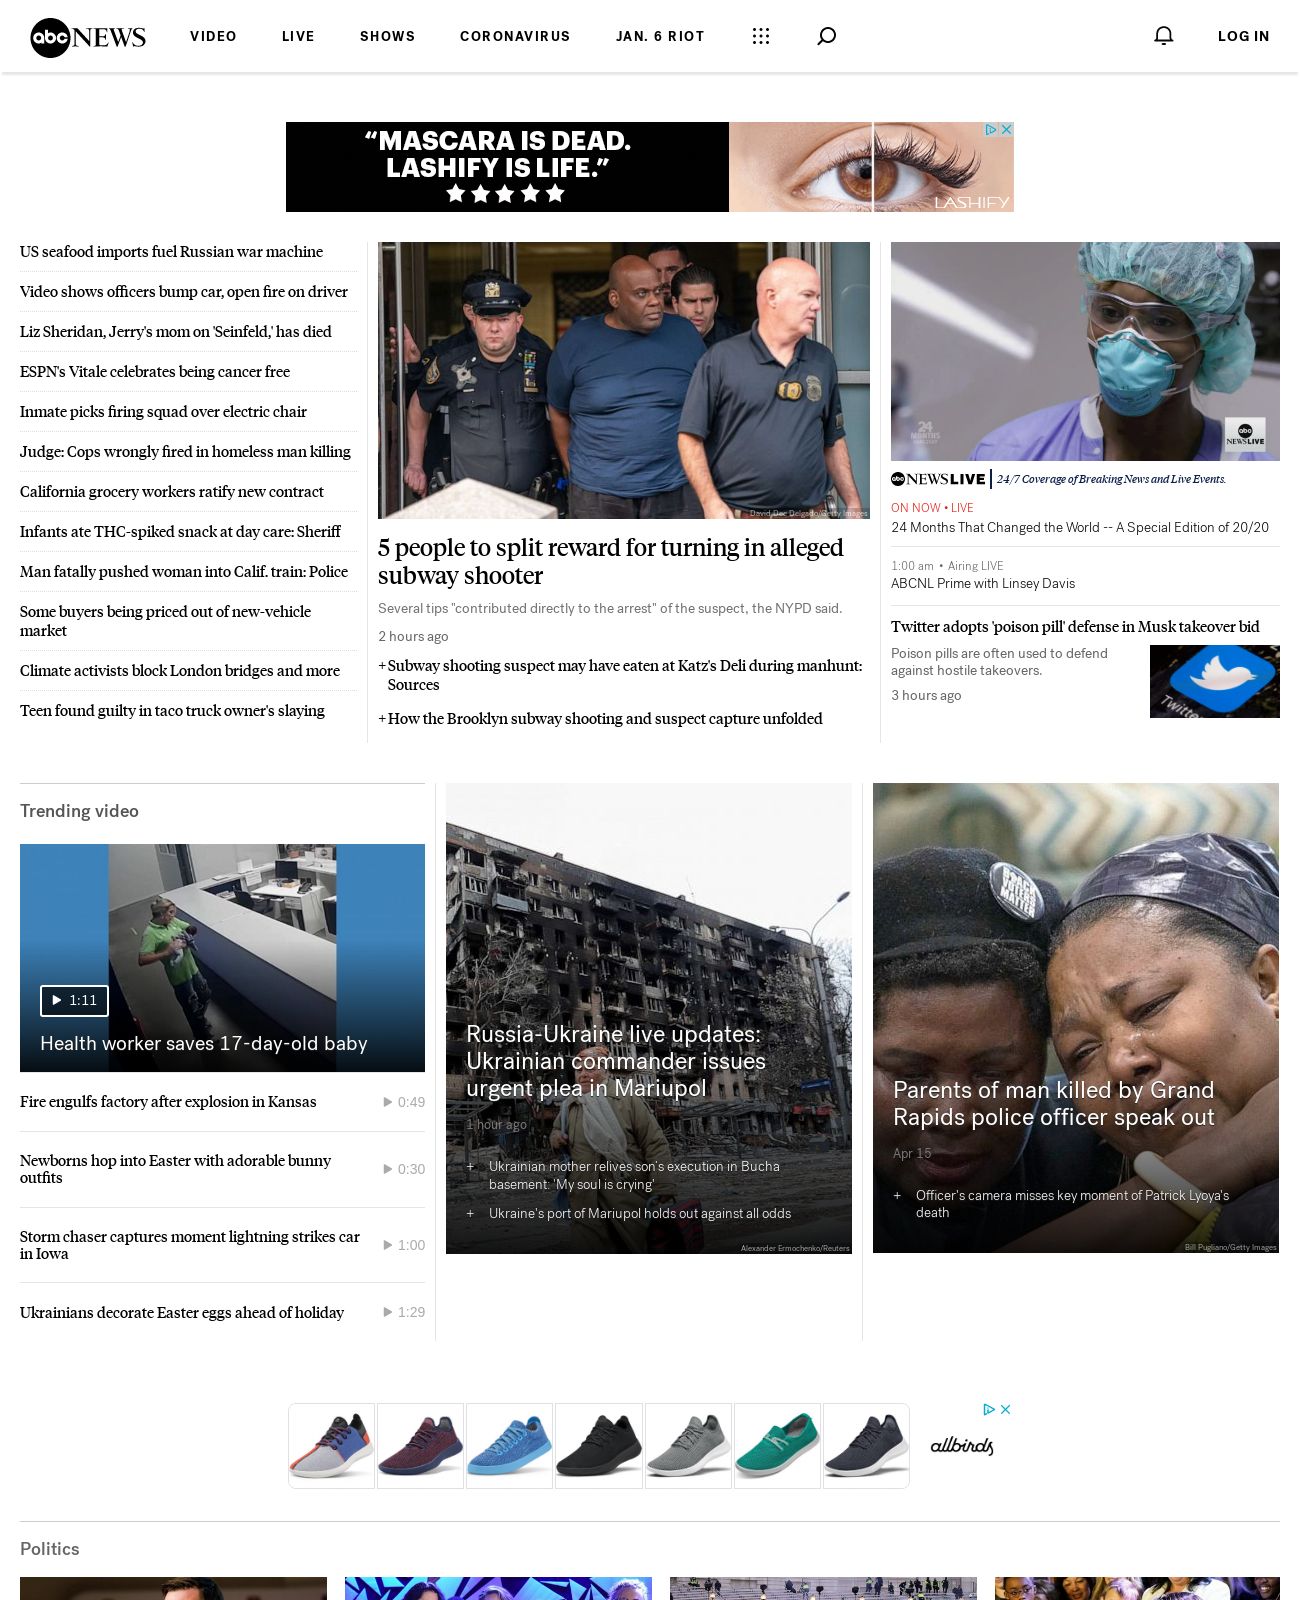 abc NEWS
VIDEO
LIVE
SHOWS
CORONAVIRUS
JAN. 6 RIOT
LOG IN
“MASCARA IS DEAD.
LASHIFY IS LIFE.”
LASHIFY
US seafood imports fuel Russian war machine
Video shows officers bump car, open fire on driver
Liz Sheridan, Jerry's mom on 'Seinfeld,' has died
ESPN's Vitale celebrates being cancer free
Inmate picks firing squad over electric chair
Judge: Cops wrongly fired in homeless man killing
California grocery workers ratify new contract
Infants ate THC-spiked snack at day care: Sheriff
Man fatally pushed woman into Calif. train: Police
Some buyers being priced out of new-vehicle
market
Climate activists block London bridges and more
Teen found guilty in taco truck owner's slaying
David Dee Delgado/Getty Images
5 people to split reward for turning in alleged
subway shooter
Several tips "contributed directly to the arrest" of the suspect, the NYPD said.
2 hours ago
+ Subway shooting suspect may have eaten at Katz's Deli during manhunt:
Sources
+ How the Brooklyn subway shooting and suspect capture unfolded
24
MONTHS
abc
NEWS LIVE
abc NEWS LIVE 24/7 Coverage of Breaking News and Live Events.
ON NOW • LIVE
24 Months That Changed the World -- A Special Edition of 20/20
1:00 am • Airing LIVE
ABCNL Prime with Linsey Davis
Twitter adopts 'poison pill' defense in Musk takeover bid
Poison pills are often used to defend
against hostile takeovers.
3 hours ago
Twitter
Trending video
1:11
Health worker saves 17-day-old baby
Fire engulfs factory after explosion in Kansas
0:49
Newborns hop into Easter with adorable bunny
outfits
0:30
Storm chaser captures moment lightning strikes car
in Iowa
1:00
Ukrainians decorate Easter eggs ahead of holiday
1:29
Russia-Ukraine live updates:
Ukrainian commander issues
urgent plea in Mariupol
1 hour ago
+ Ukrainian mother relives son's execution in Bucha
basement: 'My soul is crying'
+ Ukraine's port of Mariupol holds out against all odds
Alexander Ermochenko/Reuters
BLACK
LIVES
MATTER
Parents of man killed by Grand
Rapids police officer speak out
Apr 15
+ Officer's camera misses key moment of Patrick Lyoya's
death
Bill Pugliano/Getty Images
allbirds
Politics